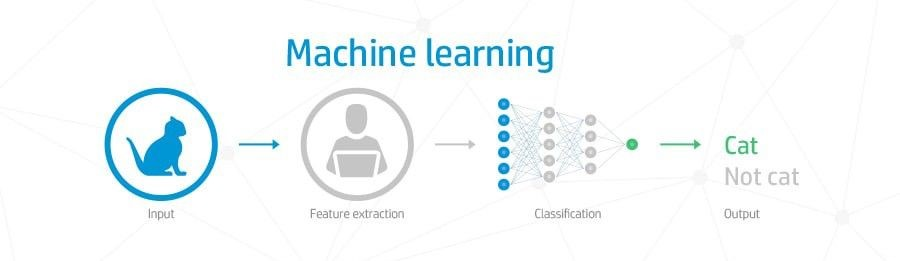 Machine learning
Cat
Not cat
Input
Feature extraction
Classification
Output